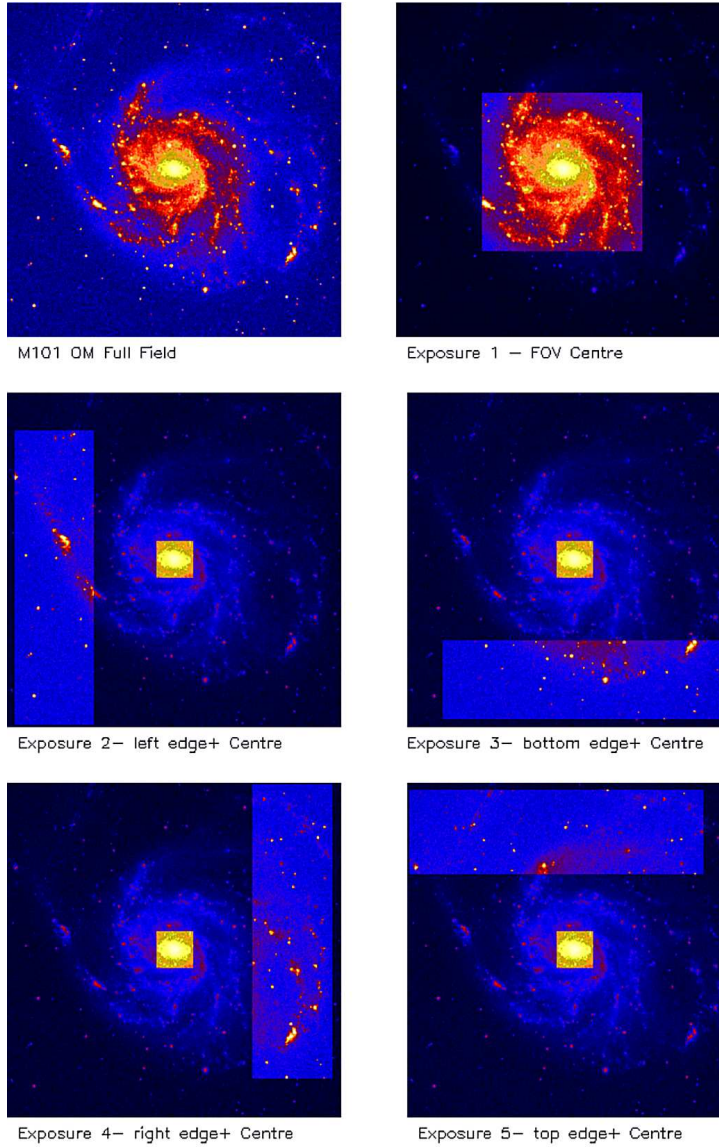 M101 OM Full Field
Exposure 1 - FOV Centre
Exposure 2- left edge+ Centre
Exposure 3- bottom edge+ Centre
Exposure 4- right edge+ Centre
Exposure 5- top edge+ Centre